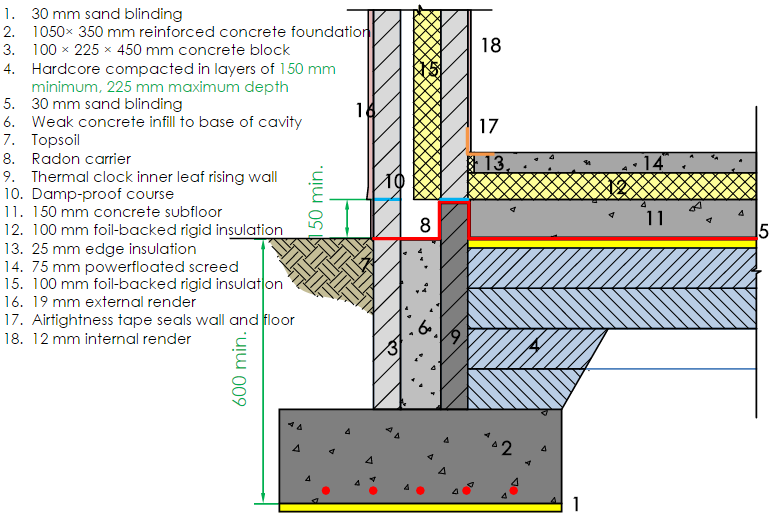 1. 30 mm sand blinding
2. 1050× 350 mm reinforced concrete foundation
3. 100 × 225 × 450 mm concrete block
4. Hardcore compacted in layers of 150 mm
minimum, 225 mm maximum depth
5. 30 mm sand blinding
6. Weak concrete infill to base of cavity
7. Topsoil
8. Radon carrier
9. Thermal clock inner leaf rising wall
10. Damp-proof course
11. 150 mm concrete subfloor
12. 100 mm foil-backed rigid insulation
13. 25 mm edge insulation
14. 75 mm powerfloated screed
15. 100 mm foil-backed rigid insulation
16. 19 mm external render
17. Airtightness tape seals wall and floor
18. 12 mm internal render
18
15
16
17
13
14
10
12
150 min.
8
11
5
7
6
9
3
4
600 min.
2
1